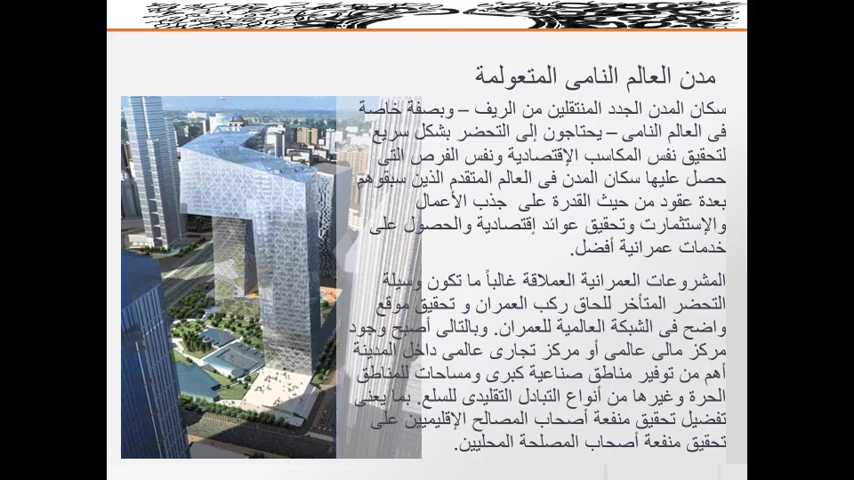 مدن العالم النامى المتعولمة
سكان المدن الجدد المنتقلين من الريف – وبصفة خاصة
فى العالم النامى – يحتاجون إلى التحضر بشكل سريع
لتحقيق نفس المكاسب الإقتصادية ونفس الفرص التى
حصل عليها سكان المدن فى العالم المتقدم الذين سبقوهم
بعدة عقود من حيث القدرة على جذب الأعمال
والإستثمارت وتحقيق عوائد إقتصادية والحصول على
خدمات عمرانية أفضل.
المشروعات العمرانية العملاقة غالباً ما تكون وسيلة
التحضر المتأخر للحاق ركب العمران و تحقيق موقع
واضح فى الشبكة العالمية للعمران. وبالتالى أصبح وجود
مركز مالى عالمى أو مركز تجارى عالمى داخل المدينة
أهم من توفير مناطق صناعية كبرى ومساحات للمناطق
الحرة وغيرها من أنواع التبادل التقليدى للسلع. بما يعنى
تفضيل تحقيق منفعة أصحاب المصالح الإقليميين على
تحقيق منفعة أصحاب المصلحة المحليين.